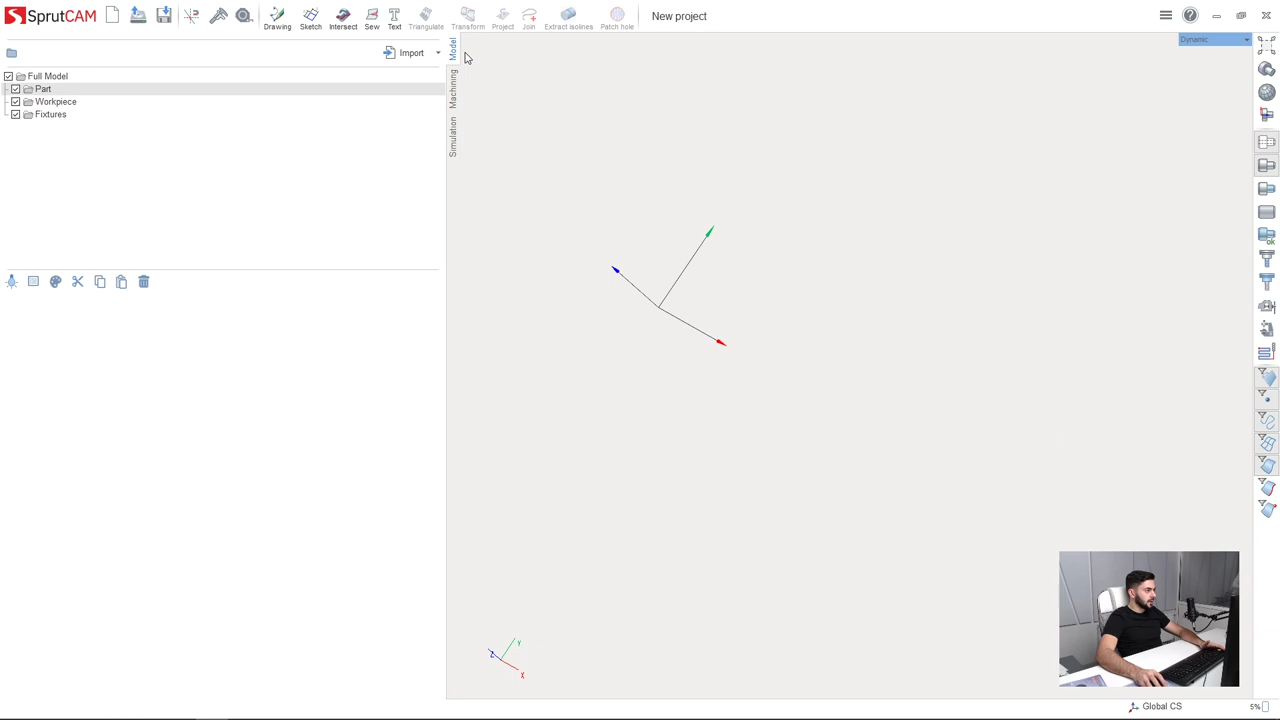 SprutCAM
Drawing Sketch Intersect Sew Text Triangulate Transform Project Join Extract isolines Patch hole
New project
Import
Full Model
Part
Workpiece
Fixtures
Model
Machining
Simulation
Dynamic
ok
Y
Z
X
Global CS
5%